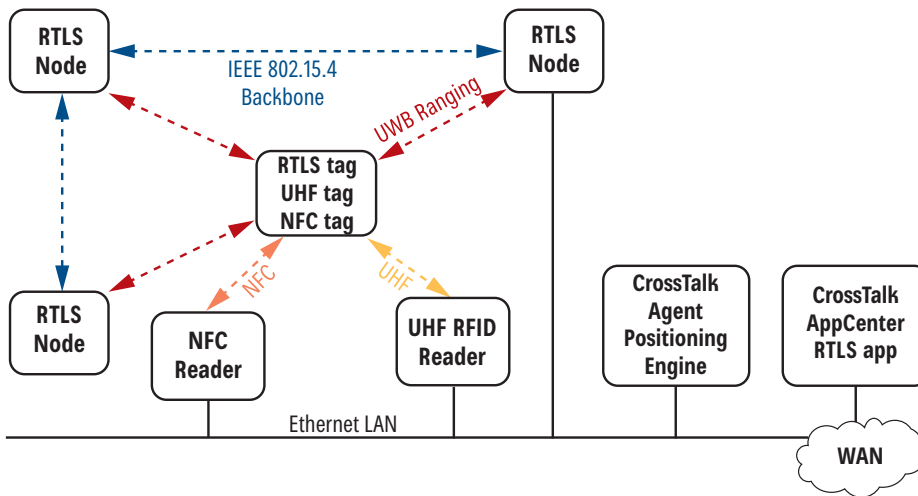 RTLS
Node
RTLS
Node
IEEE 802.15.4
Backbone
UWB Ranging
RTLS tag
UHF tag
NFC tag
NFC
UHF
RTLS
Node
NFC
Reader
UHF RFID
Reader
CrossTalk
Agent
Positioning
Engine
CrossTalk
AppCenter
RTLS app
Ethernet LAN
WAN